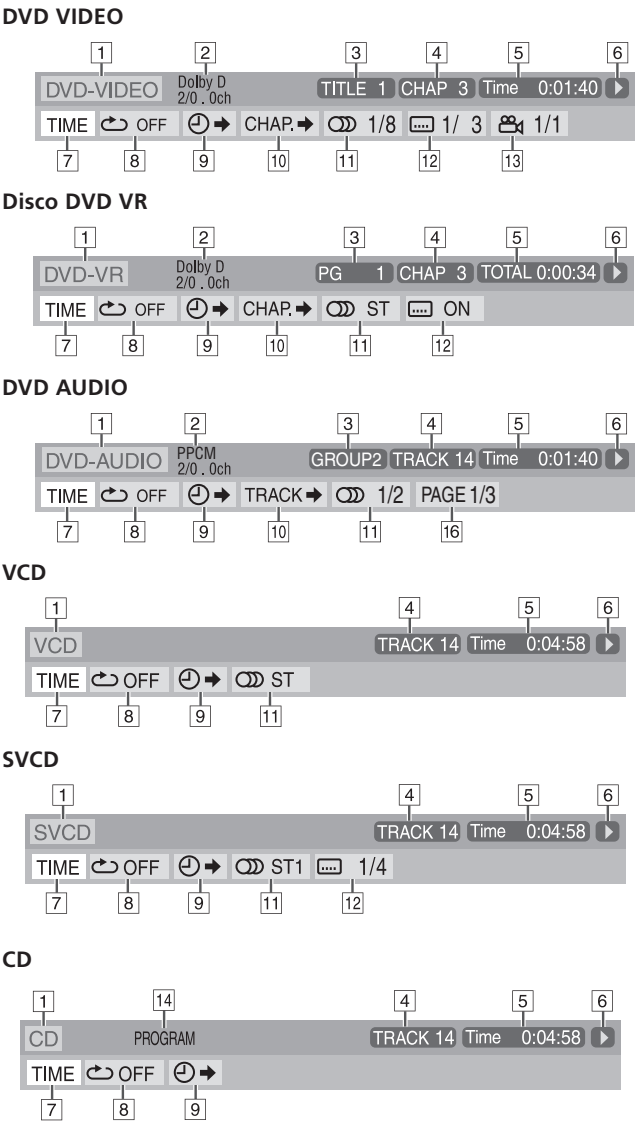 DVD VIDEO
1 2 3 4 5 6
DVD-VIDEO Dolby D TITLE 1 CHAP 3 Time 0:01:40
2/0 . 0ch
TIME OFF CHAP. 1/8 1/ 3 1/1
7 8 9 10 11 12 13
Disco DVD VR
1 2 3 4 5 6
DVD-VR Dolby D PG 1 CHAP 3 TOTAL 0:00:34
2/0 . 0ch
TIME OFF CHAP. ST ON
7 8 9 10 11 12
DVD AUDIO
1 2 3 4 5 6
DVD-AUDIO PPCM GROUP2 TRACK 14 Time 0:01:40
2/0 . 0ch
TIME OFF TRACK 1/2 PAGE 1/3
7 8 9 10 11 16
VCD
1 4 5 6
VCD TRACK 14 Time 0:04:58
TIME OFF ST
7 8 9 11
SVCD
1 4 5 6
SVCD TRACK 14 Time 0:04:58
TIME OFF ST1 1/4
7 8 9 11 12
CD
1 14 4 5 6
CD PROGRAM TRACK 14 Time 0:04:58
TIME OFF
7 8 9